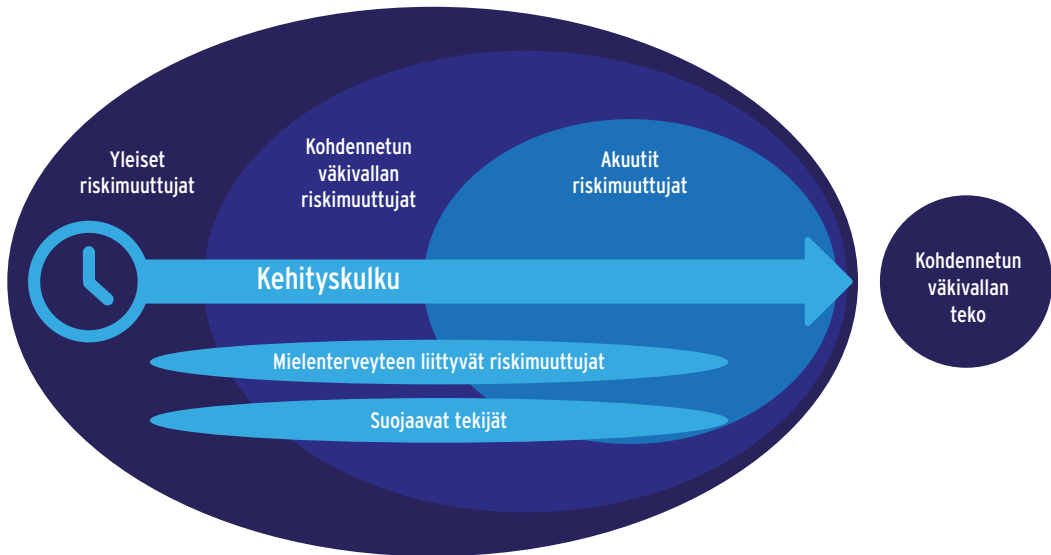 Yleiset
riskimuuttujat
Kohdennetun
väkivallan
riskimuuttujat
Akuutit
riskimuuttujat
Kehityskulku
Kohdennetun
väkivallan
teko
Mielenterveyteen liittyvät riskimuuttujat
Suojaavat tekijät